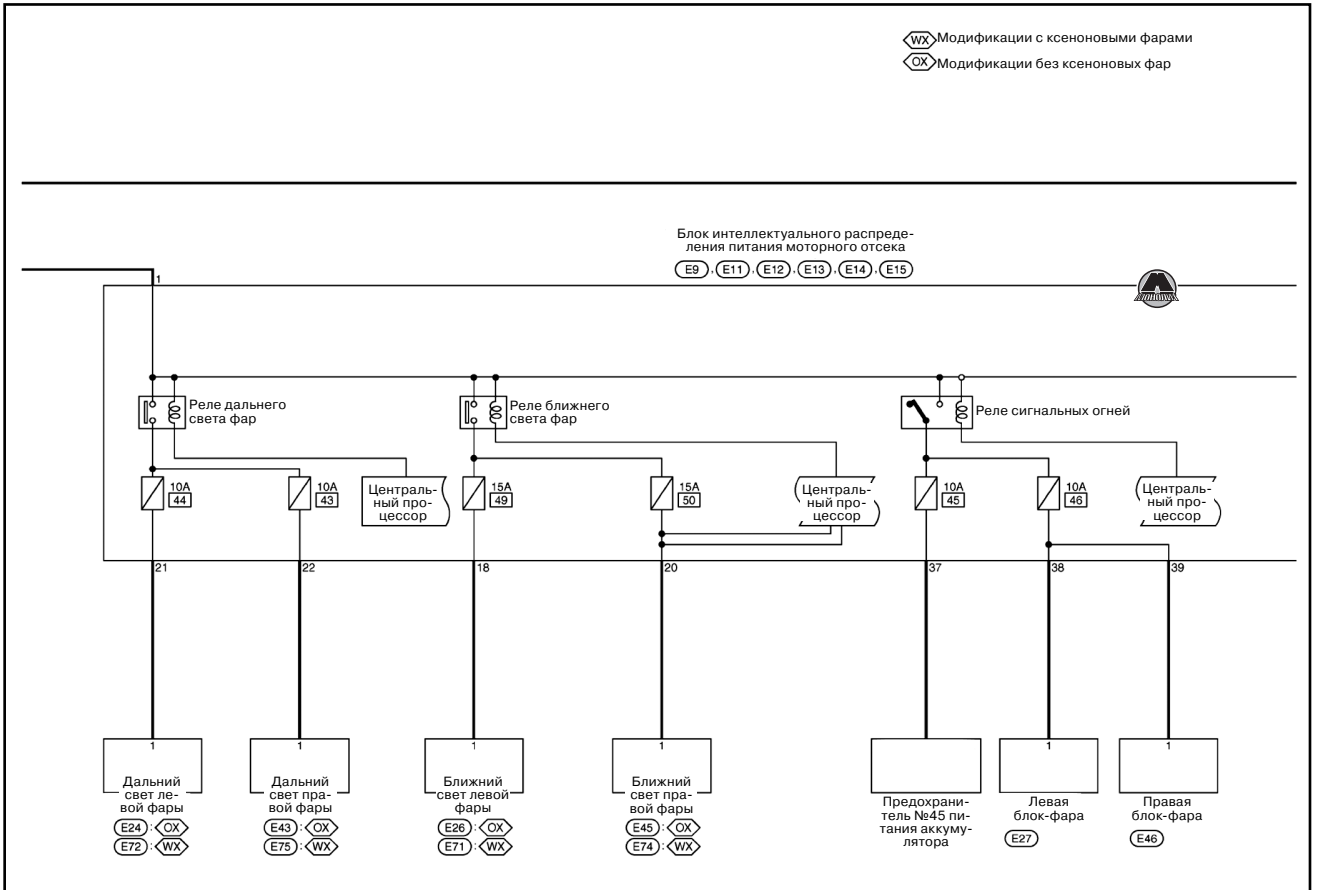 WX Модификации с ксеноновыми фарами
OX Модификации без ксеноновых фар
Блок интеллектуального распреде-
ления питания моторного отсека
E9, E11, E12, E13, E14, E15
1
Реле дальнего
света фар
Реле ближнего
света фар
Реле сигнальных огней
10A
44
10A
43
Централь-
ный про-
цессор
15A
49
15A
50
Централь-
ный про-
цессор
10A
45
10A
46
Централь-
ный про-
цессор
21
22
18
20
37
38
39
1
Дальний
свет ле-
вой фары
E24 : OX
E72 : WX
1
Дальний
свет пра-
вой фары
E43 : OX
E75 : WX
1
Ближний
свет левой
фары
E26 : OX
E71 : WX
1
Ближний
свет пра-
вой фары
E45 : OX
E74 : WX
Предохрани-
тель №45 пи-
тания аккуму-
лятора
1
Левая
блок-фара
E27
1
Правая
блок-фара
E46